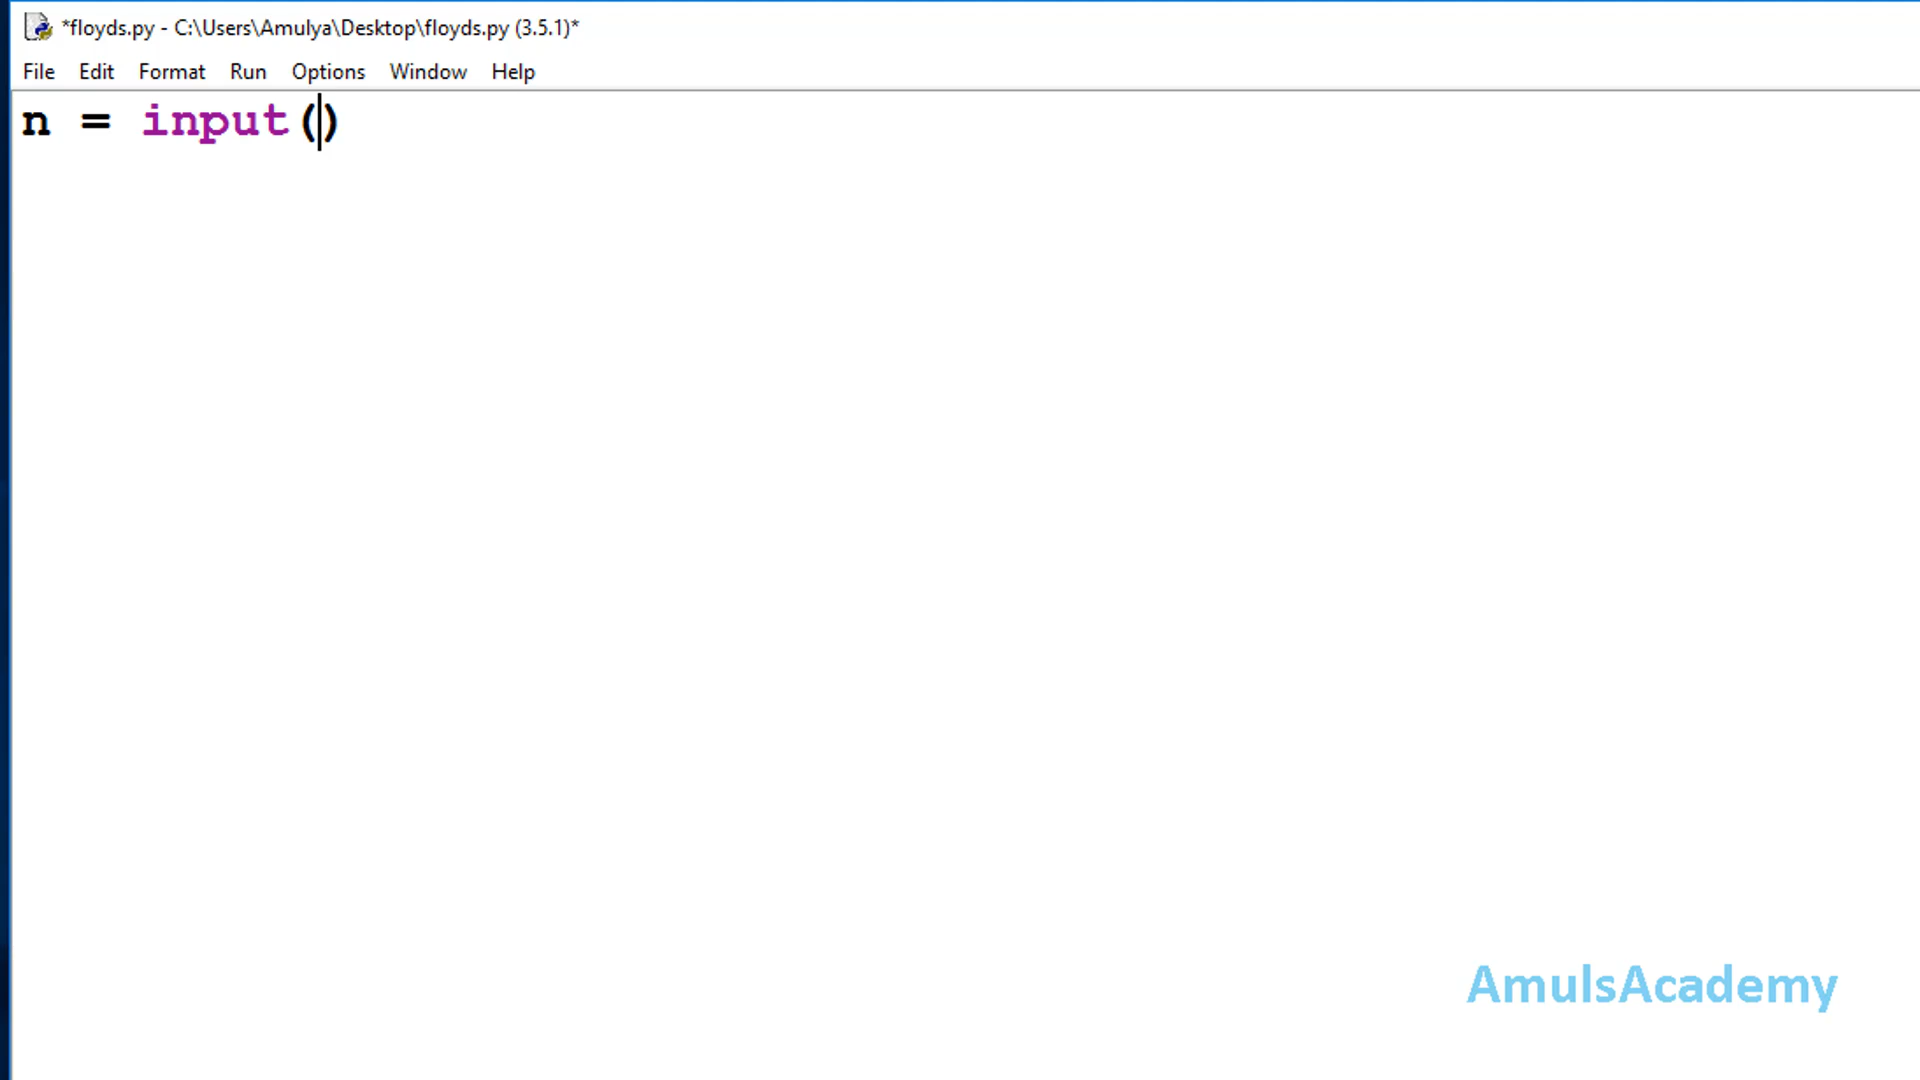 *floyds.py - C:\Users\Amulya\Desktop\floyds.py (3.5.1)*
File Edit Format Run Options Window Help
n = input()
AmulsAcademy